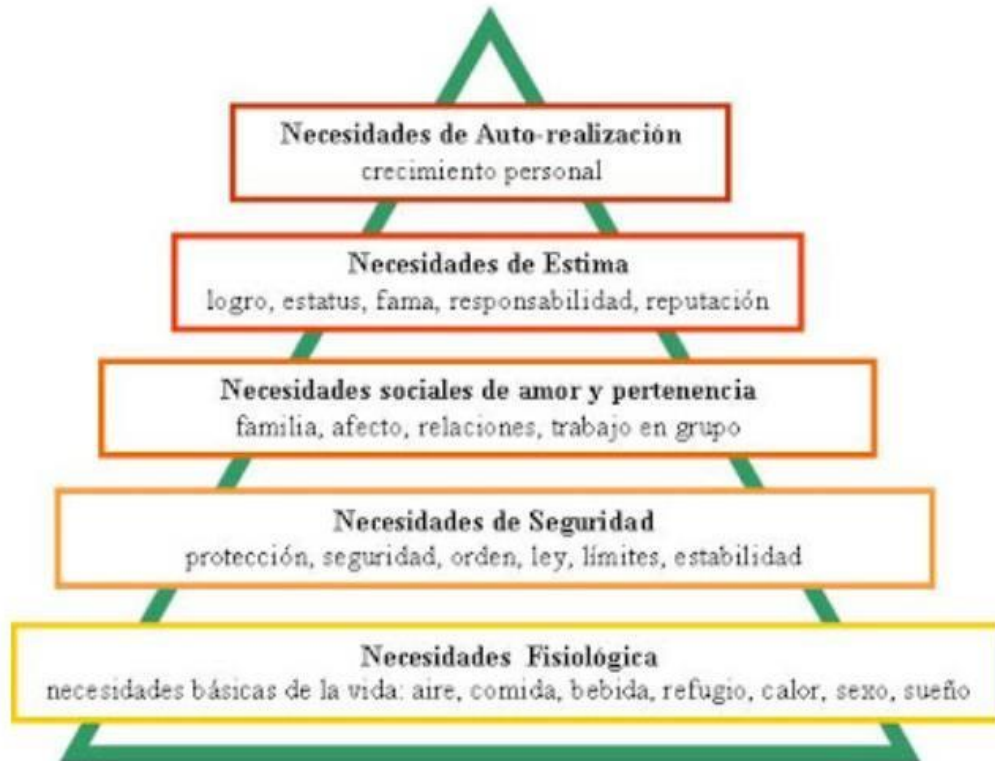 Necesidades de Auto-realización
crecimiento personal
Necesidades de Estima
logro, estatus, fama, responsabilidad, reputación
Necesidades sociales de amor y pertenencia
familia, afecto, relaciones, trabajo en grupo
Necesidades de Seguridad
protección, seguridad, orden, ley, límites, estabilidad
Necesidades Fisiológica
necesidades básicas de la vida: aire, comida, bebida, refugio, calor, sexo, sueño